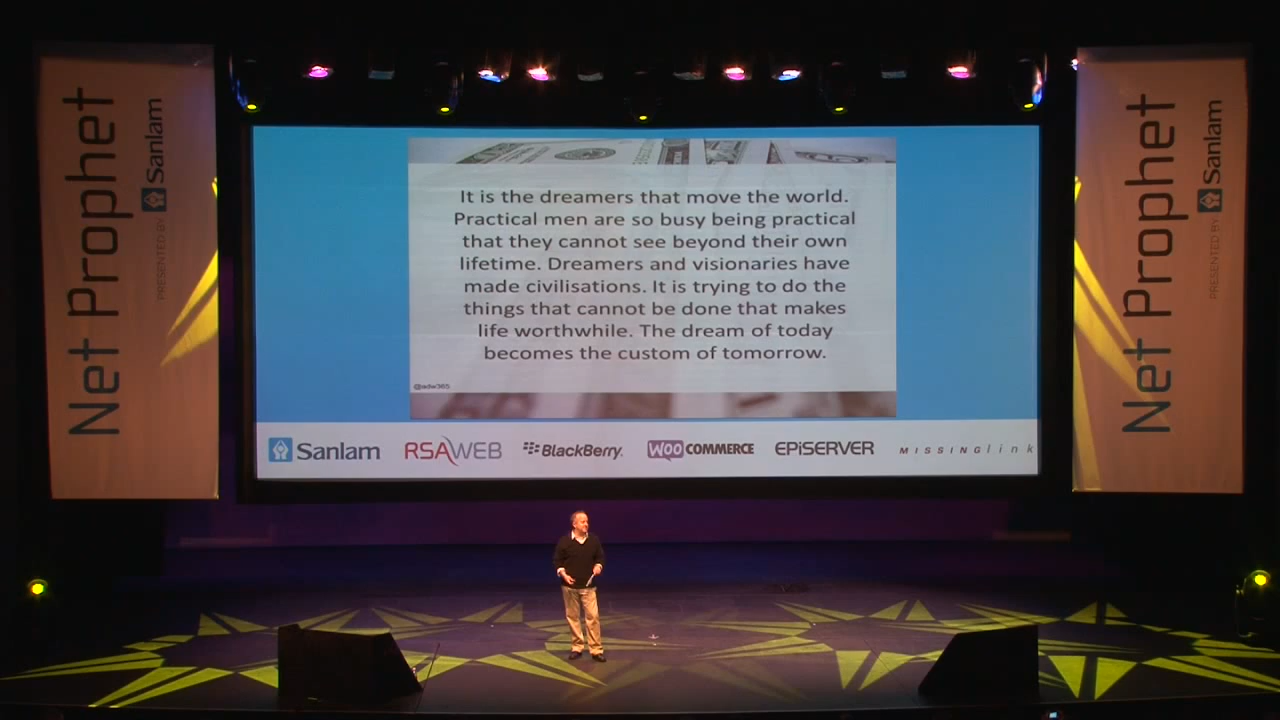 Net Prophet
PRESENTED BY Sanlam
It is the dreamers that move the world.
Practical men are so busy being practical
that they cannot see beyond their own
lifetime. Dreamers and visionaries have
made civilisations. It is trying to do the
things that cannot be done that makes
life worthwhile. The dream of today
becomes the custom of tomorrow.
@adw365
Sanlam RSAWEB BlackBerry. WOO COMMERCE EPiSERVER MISSINGlink
Net Prophet
PRESENTED BY Sanlam